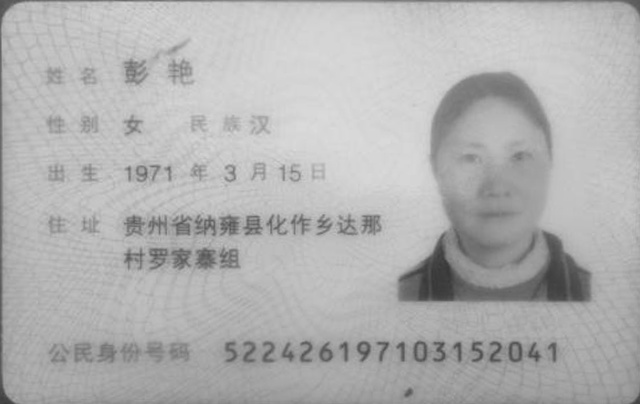 姓名 彭艳
性别 女 民族 汉
出生 1971 年 3 月 15 日
住址 贵州省纳雍县化作乡达那
村罗家寨组
公民身份号码 522426197103152041